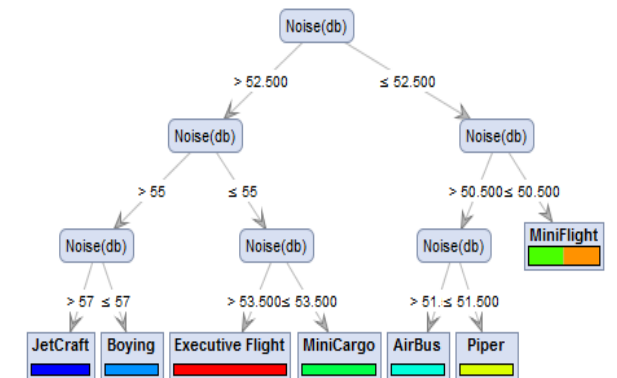 Noise(db)
> 52.500 ≤ 52.500
Noise(db) Noise(db)
> 55 ≤ 55 > 50.500 ≤ 50.500
Noise(db) Noise(db) Noise(db) MiniFlight
> 57 ≤ 57 > 53.500 ≤ 53.500 > 51. ≤ 51.500
JetCraft Boying Executive Flight MiniCargo AirBus Piper